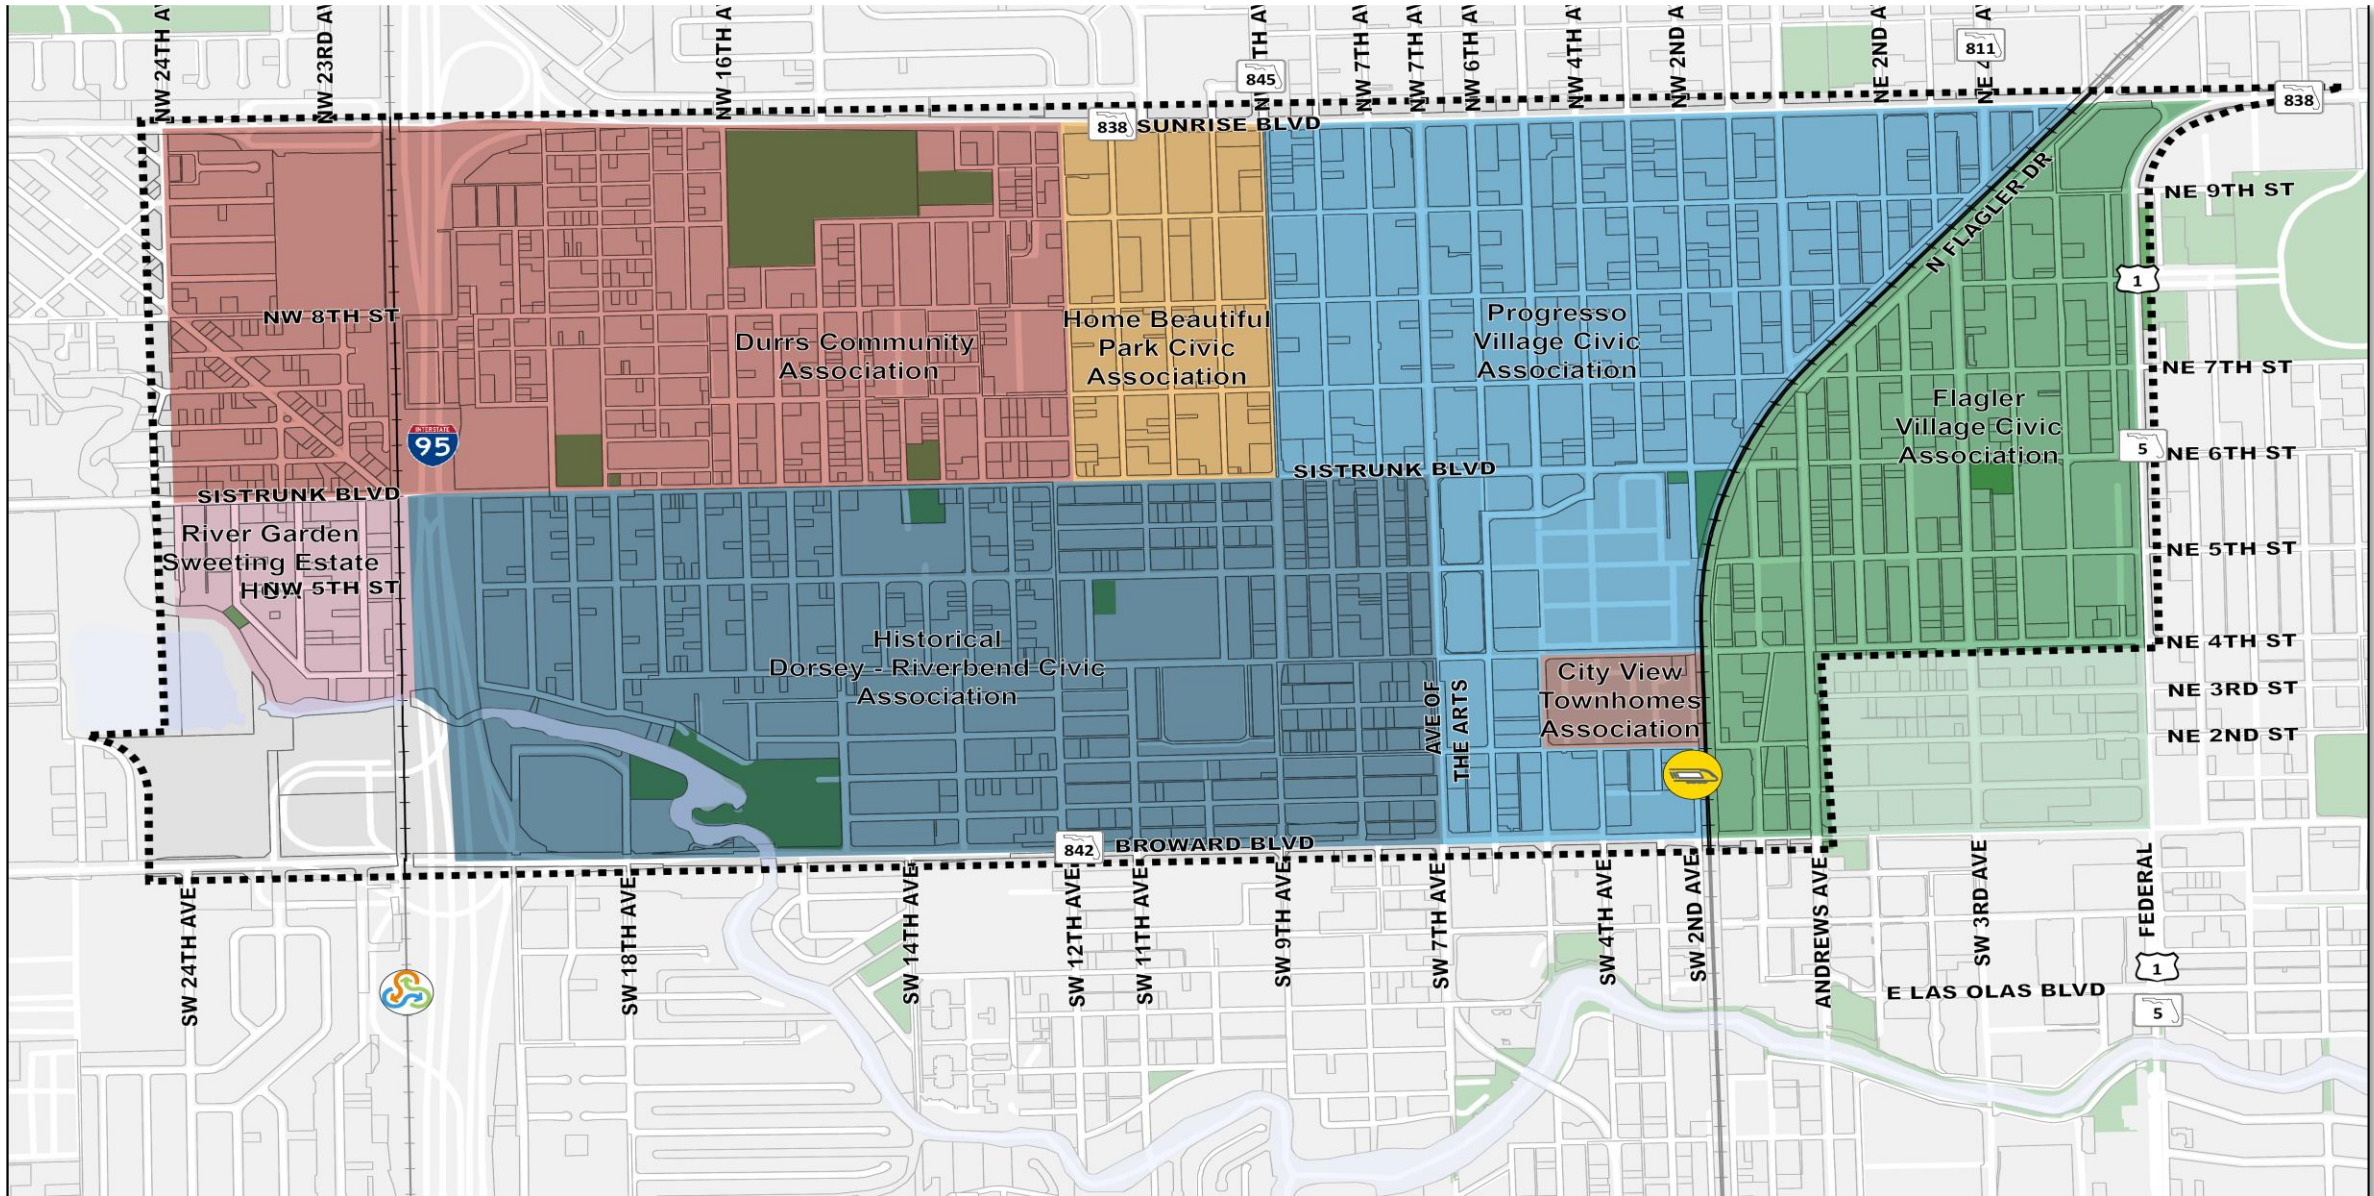 NW 24TH A
NW 23RD AV
NW 16TH A
TH AV
NW 7TH AV
NW 7TH AV
NW 6TH AV
NW 4TH A
NW 2ND A
NE 2ND A
NE 4
811
845
838
838
SUNRISE BLVD
NE 9TH ST
N FLAGLER DR
1
NW 8TH ST
Durrs Community
Association
Home Beautiful
Park Civic
Association
Progresso
Village Civic
Association
NE 7TH ST
Flagler
Village Civic
Association
INTERSTATE
95
5
NE 6TH ST
SISTRUNK BLVD
SISTRUNK BLVD
River Garden
Sweeting Estate
NW 5TH ST
NE 5TH ST
Historical
Dorsey - Riverbend Civic
Association
NE 4TH ST
City View
Townhomes
Association
AVE OF
THE ARTS
NE 3RD ST
NE 2ND ST
842
BROWARD BLVD
SW 24TH AVE
SW 18TH AVE
SW 14TH AVE
SW 12TH AVE
SW 11TH AVE
SW 9TH AVE
SW 7TH AVE
SW 4TH AVE
SW 2ND AVE
ANDREWS AVE
SW 3RD AVE
FEDERAL
1
E LAS OLAS BLVD
5